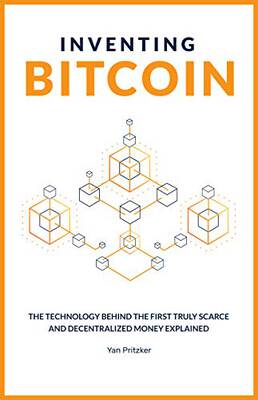 INVENTING
BITCOIN
THE TECHNOLOGY BEHIND THE FIRST TRULY SCARCE
AND DECENTRALIZED MONEY EXPLAINED
Yan Pritzker